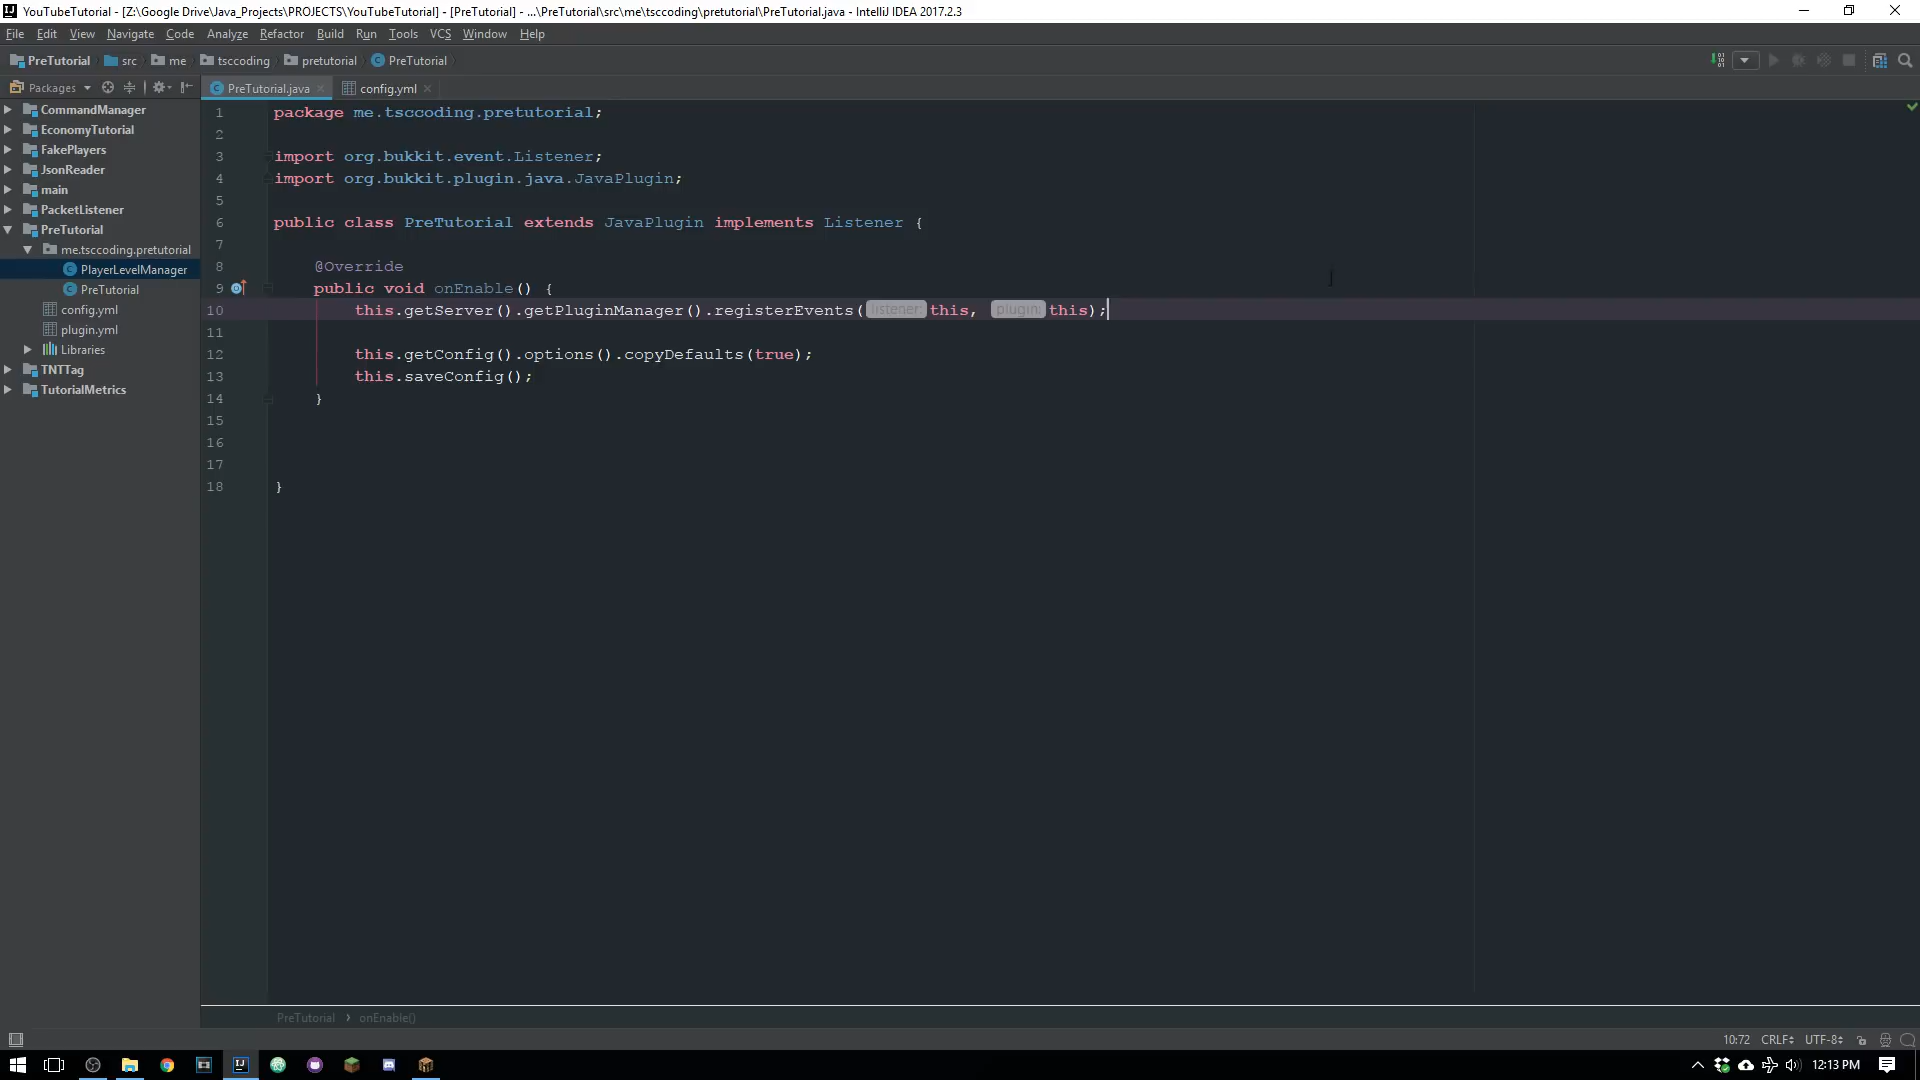 YouTubeTutorial - [Z:\Google Drive\Java_Projects\PROJECTS\YouTubeTutorial] - [PreTutorial] - ...\PreTutorial\src\me\tsccoding\pretutorial\PreTutorial.java - IntelliJ IDEA 2017.2.3
File Edit View Navigate Code Analyze Refactor Build Run Tools VCS Window Help
PreTutorial src me tsccoding pretutorial PreTutorial
Packages
PreTutorial.java config.yml
CommandManager
EconomyTutorial
FakePlayers
JsonReader
main
PacketListener
PreTutorial
me.tsccoding.pretutorial
PlayerLevelManager
PreTutorial
config.yml
plugin.yml
Libraries
TNTTag
TutorialMetrics
1 package me.tsccoding.pretutorial;
2
3 import org.bukkit.event.Listener;
4 import org.bukkit.plugin.java.JavaPlugin;
5
6 public class PreTutorial extends JavaPlugin implements Listener {
7
8 @Override
9 public void onEnable() {
10 this.getServer().getPluginManager().registerEvents(listener: this, plugin: this);
11
12 this.getConfig().options().copyDefaults(true);
13 this.saveConfig();
14 }
15
16
17
18 }
PreTutorial › onEnable()
10:72 CRLF UTF-8
12:13 PM